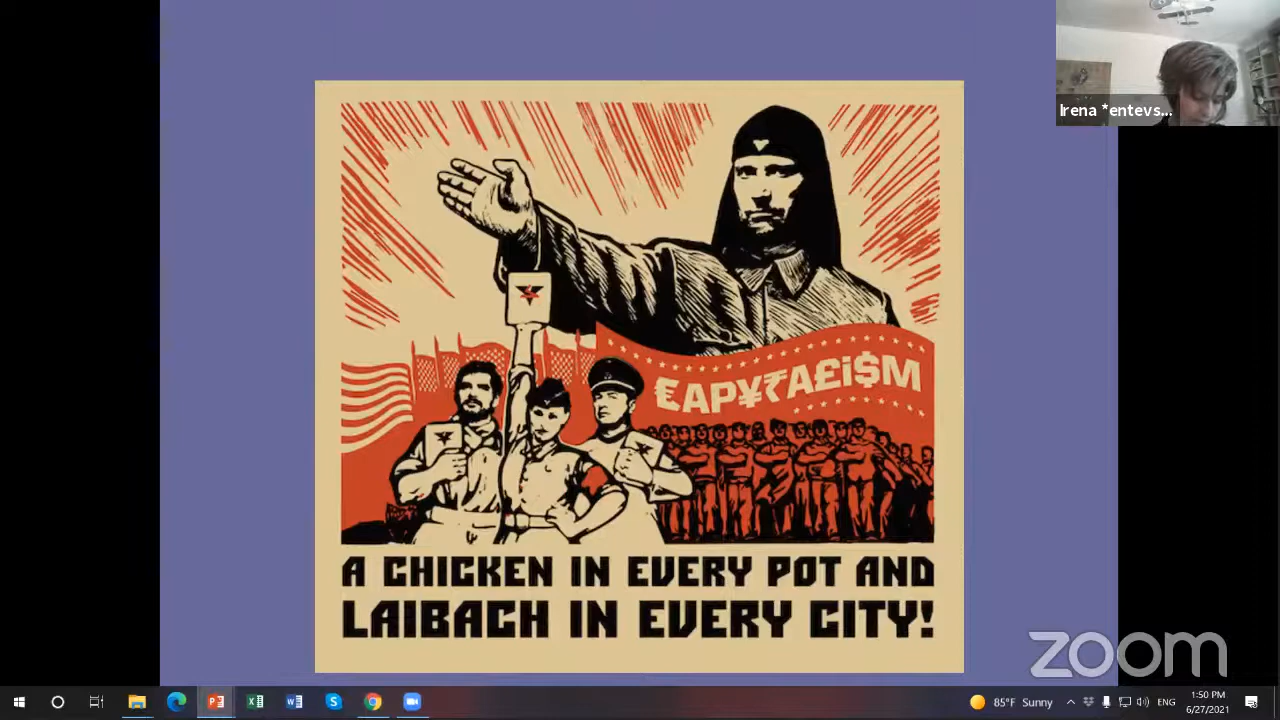 Irena *entevs...
€AP¥₹A£i$M
A CHICKEN IN EVERY POT AND
LAIBACH IN EVERY CITY!
zoom
85°F Sunny
ENG
1:50 PM
6/27/2021